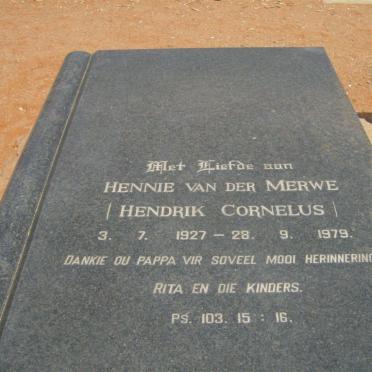 Met Liefde aan
HENNIE VAN DER MERWE
| HENDRIK CORNELUS |
3. 7. 1927 — 28. 9. 1979.
DANKIE OU PAPPA VIR SOVEEL MOOI HERINNERING
RITA EN DIE KINDERS.
PS. 103. 15 : 16.